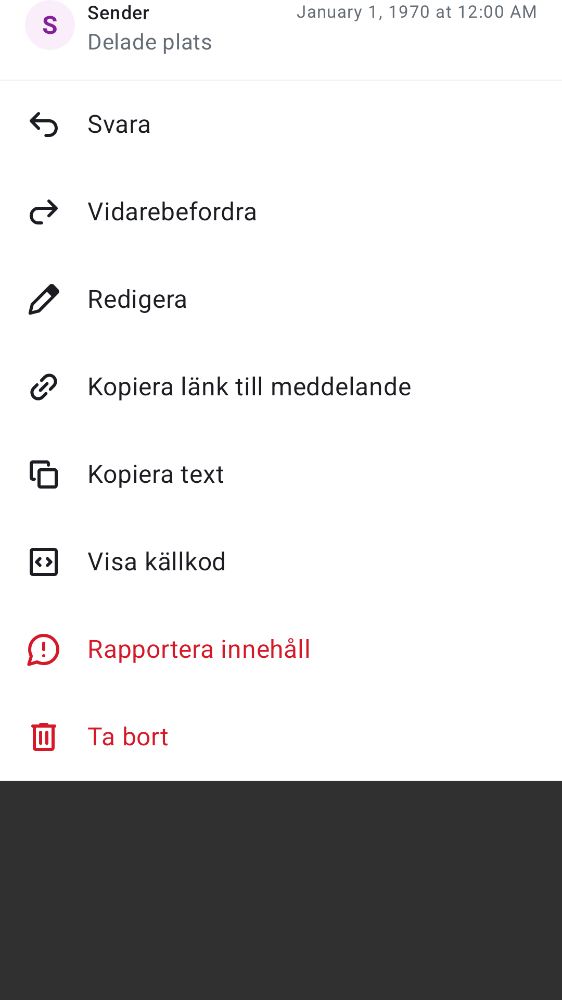 S
Sender
January 1, 1970 at 12:00 AM
Delade plats
Svara
Vidarebefordra
Redigera
Kopiera länk till meddelande
Kopiera text
Visa källkod
Rapportera innehåll
Ta bort